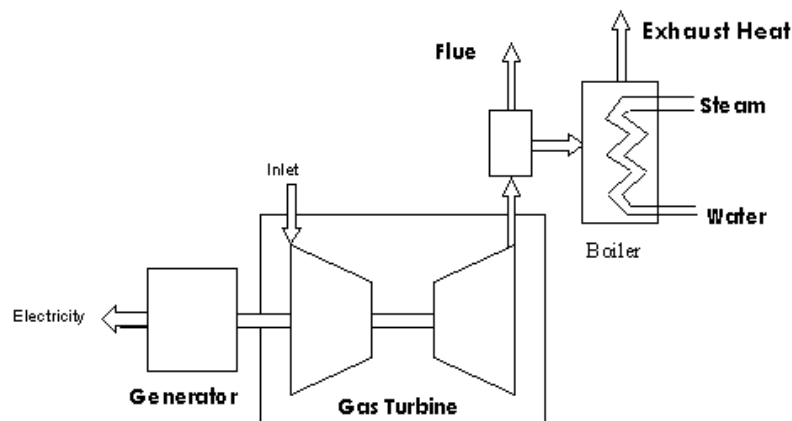 Flue
Exhaust Heat
Steam
Inlet
Water
Boiler
Electricity
Generator
Gas Turbine